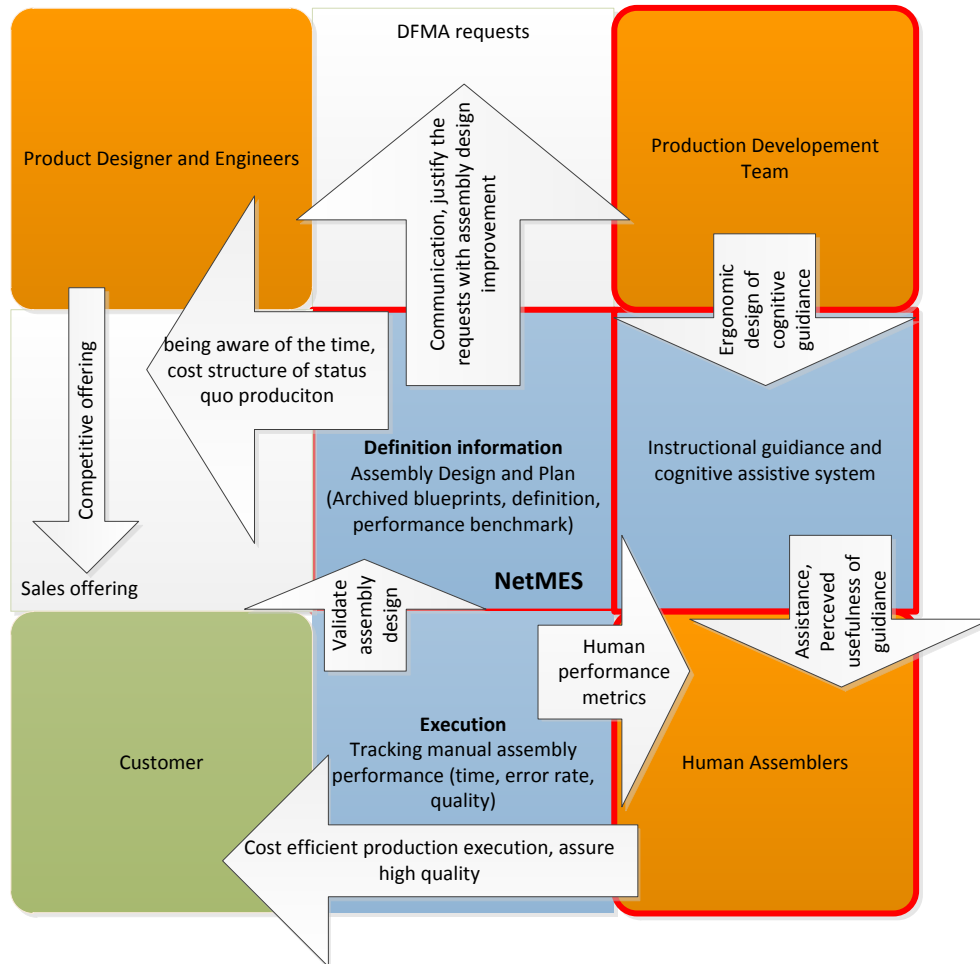 DFMA requests
Product Designer and Engineers
Communication, justify the
requests with assembly design
improvement
Production Developement
Team
Ergonomic
design of
cognitive
guidance
being aware of the time,
cost structure of status
quo produciton
Competitive offering
Sales offering
Definition information
Assembly Design and Plan
(Archived blueprints, definition,
performance benchmark)
NetMES
Instructional guidiance and
cognitive assistive system
Validate
assembly
design
Assistance,
Perceved
usefulness of
guidiance
Human
performance
metrics
Customer
Execution
Tracking manual assembly
performance (time, error rate,
quality)
Human Assemblers
Cost efficient production execution, assure
high quality